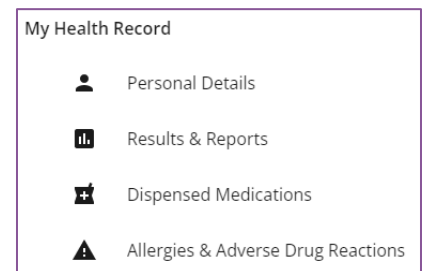 My Health Record
Personal Details
Results & Reports
Dispensed Medications
Allergies & Adverse Drug Reactions